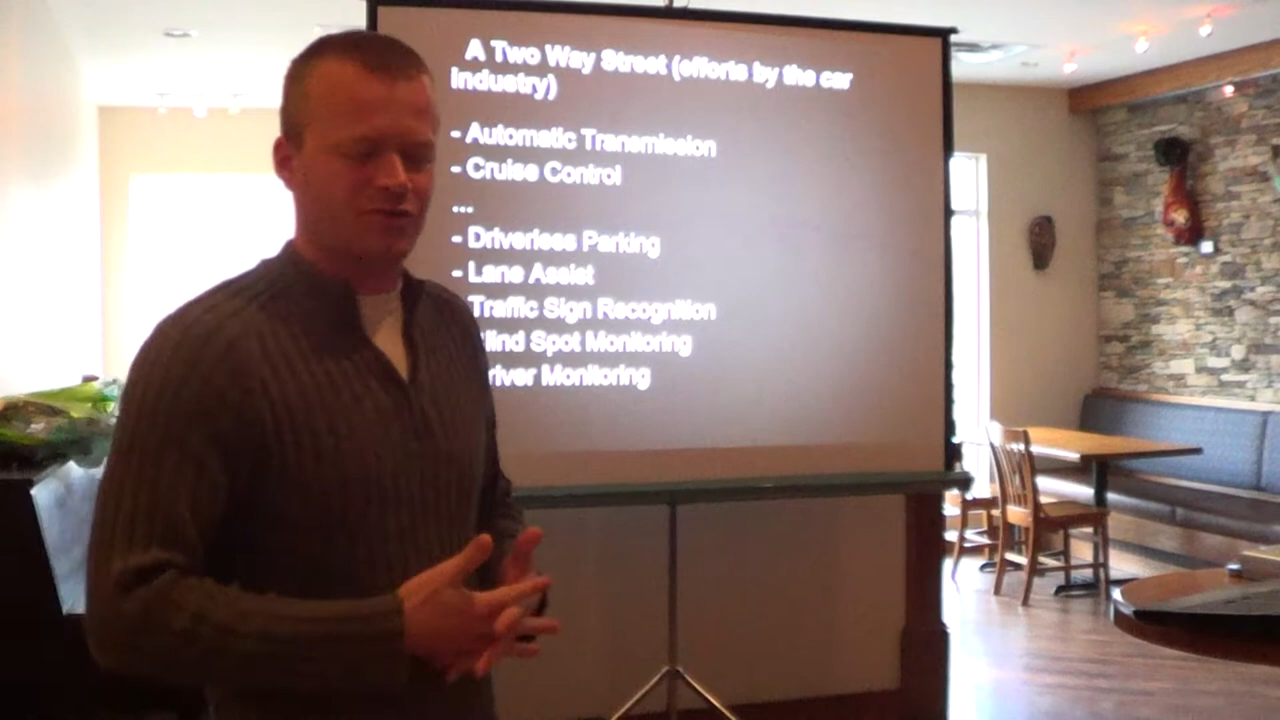 A Two Way Street (efforts by the car
industry)
- Automatic Transmission
- Cruise Control
...
- Driverless Parking
- Lane Assist
Traffic Sign Recognition
lind Spot Monitoring
river Monitoring